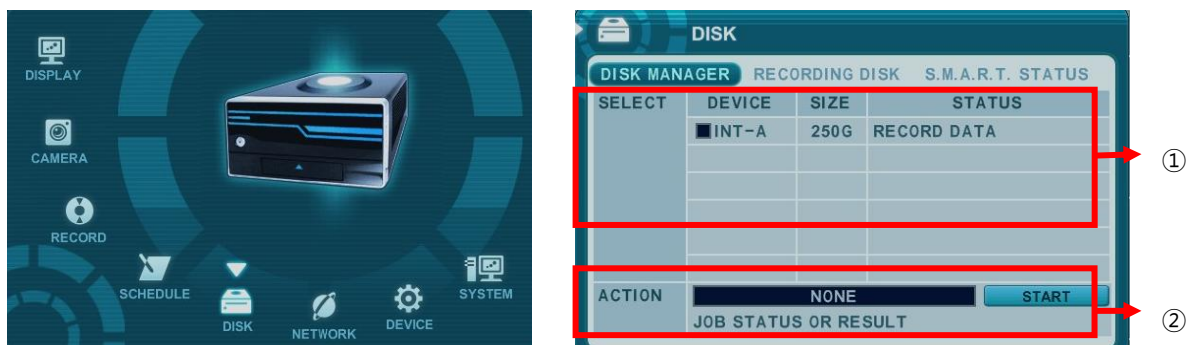 DISPLAY
CAMERA
RECORD
SCHEDULE
DISK
NETWORK
DEVICE
SYSTEM
DISK
DISK MANAGER RECORDING DISK S.M.A.R.T. STATUS
SELECT DEVICE SIZE STATUS
INT-A 250G RECORD DATA
①
ACTION NONE START
JOB STATUS OR RESULT
②